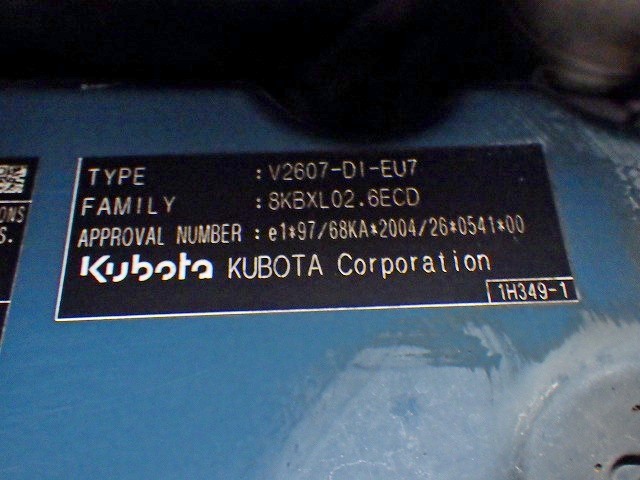 ONS
S.
TYPE : V2607-DI-EU7
FAMILY : 8KBXL02.6ECD
APPROVAL NUMBER : e1*97/68KA*2004/26*0541*00
Kubota KUBOTA Corporation
1H349-1